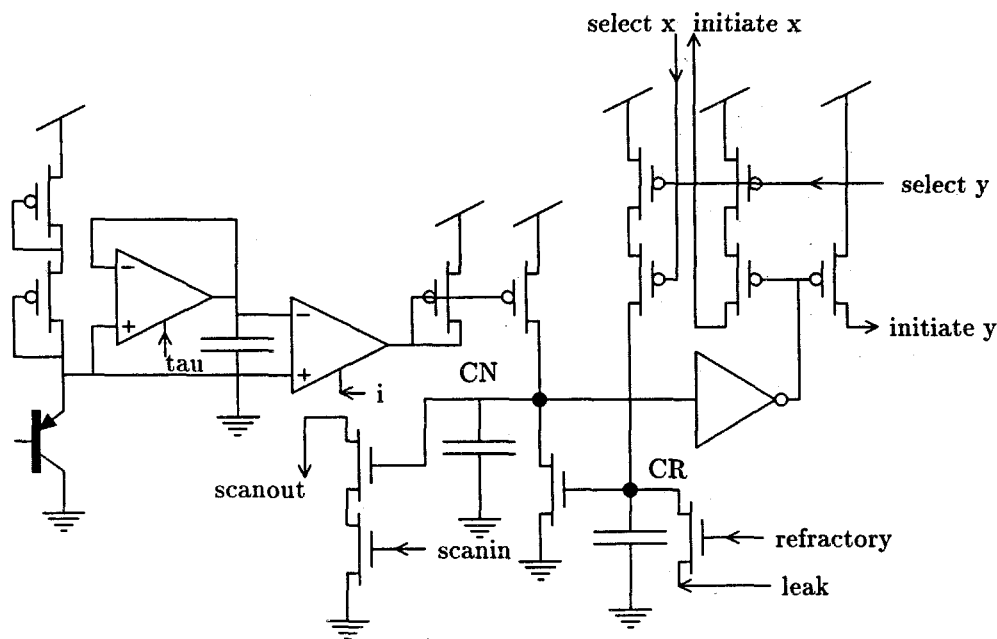 select x initiate x
select y
initiate y
tau
i
CN
scanout
scanin
CR
refractory
leak